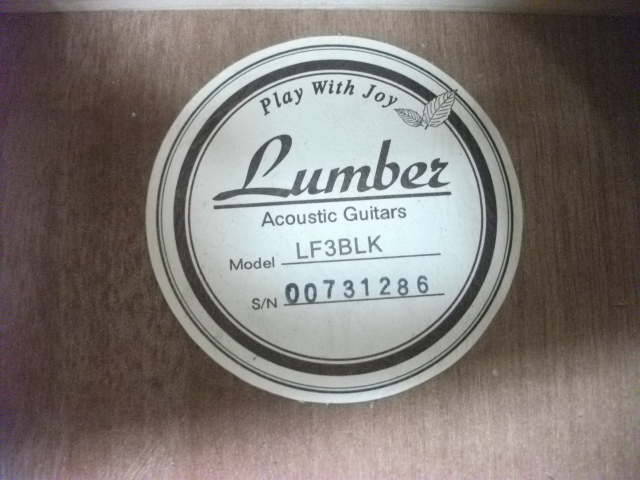 Play With Joy
Lumber
Acoustic Guitars
Model LF3BLK
S/N 00731286